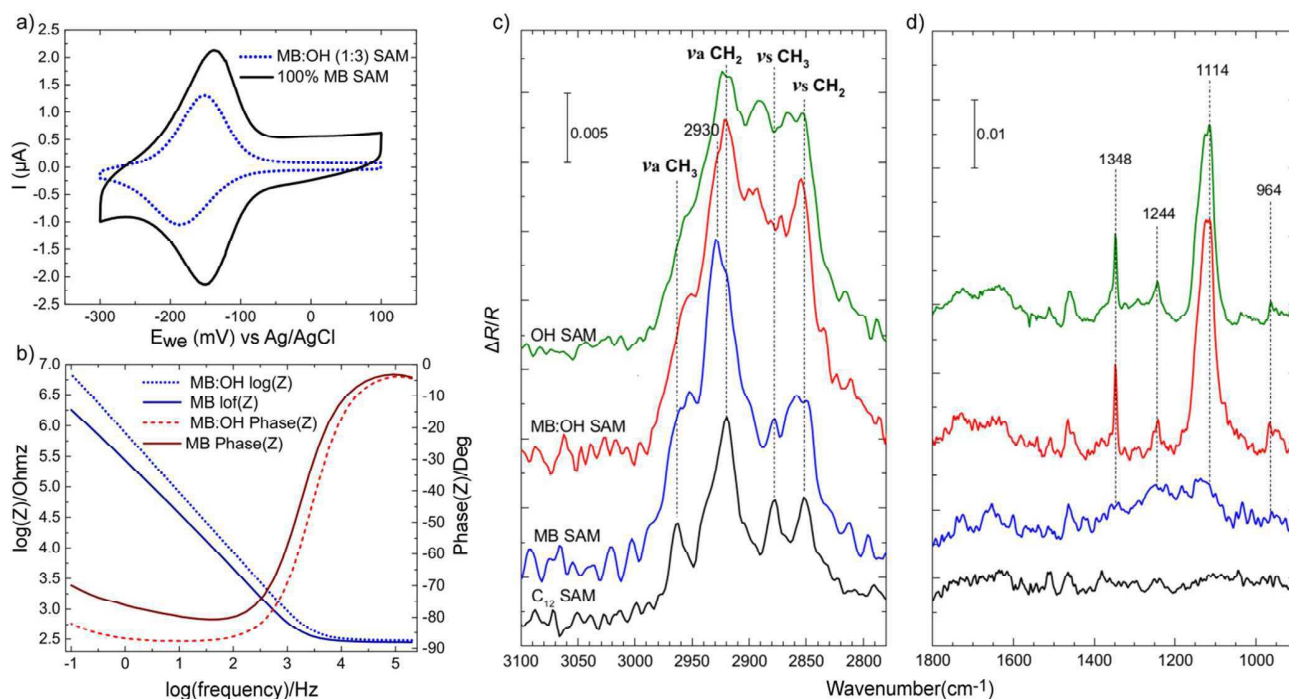 a)
MB:OH (1:3) SAM
100% MB SAM
2.5
2.0
1.5
1.0
0.5
0.0
-0.5
-1.0
-1.5
-2.0
2.5
I (µA)
-300
-200
-100
0
100
Ewe (mV) vs Ag/AgCl
b)
MB:OH log(Z)
MB lof(Z)
MB:OH Phase(Z)
MB Phase(Z)
7.0
6.5
6.0
5.5
5.0
4.5
4.0
3.5
3.0
2.5
log(Z)/Ohmz
0
-10
-20
-30
-40
-50
-60
-70
-80
-90
Phase(Z)/Deg
-1
0
1
2
3
4
5
log(frequency)/Hz
c)
va CH2
vs CH3
vs CH2
0.005
2930
va CH3
OH SAM
MB:OH SAM
MB SAM
C12 SAM
ΔR/R
3100
3050
3000
2950
2900
2850
2800
d)
1114
0.01
1348
1244
964
1800
1600
1400
1200
1000
Wavenumber(cm-1)